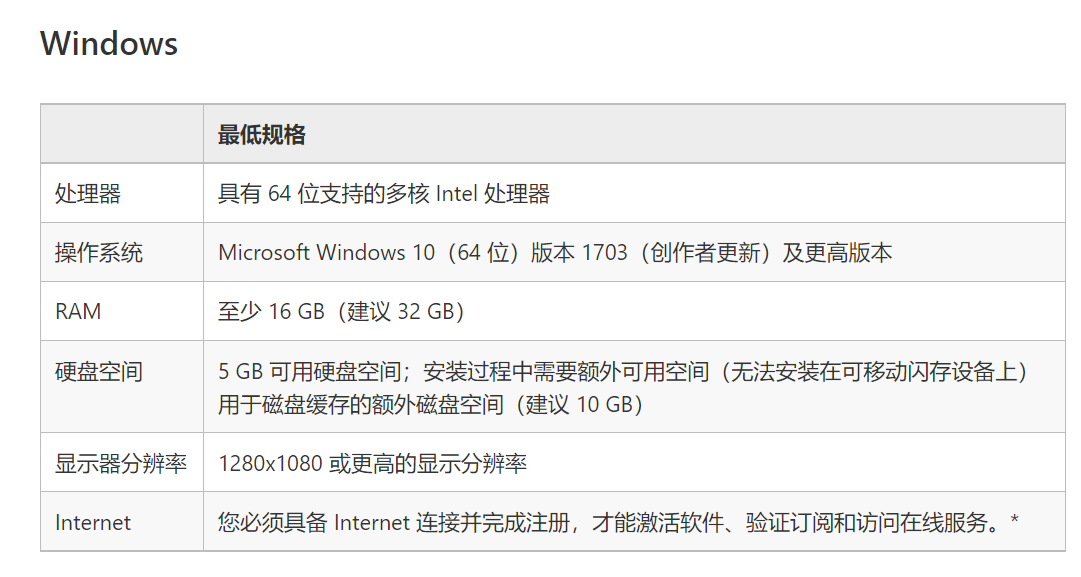 Windows
最低规格
处理器
具有 64 位支持的多核 Intel 处理器
操作系统
Microsoft Windows 10（64 位）版本 1703（创作者更新）及更高版本
RAM
至少 16 GB（建议 32 GB）
硬盘空间
5 GB 可用硬盘空间；安装过程中需要额外可用空间（无法安装在可移动闪存设备上）
用于磁盘缓存的额外磁盘空间（建议 10 GB）
显示器分辨率
1280x1080 或更高的显示分辨率
Internet
您必须具备 Internet 连接并完成注册，才能激活软件、验证订阅和访问在线服务。*